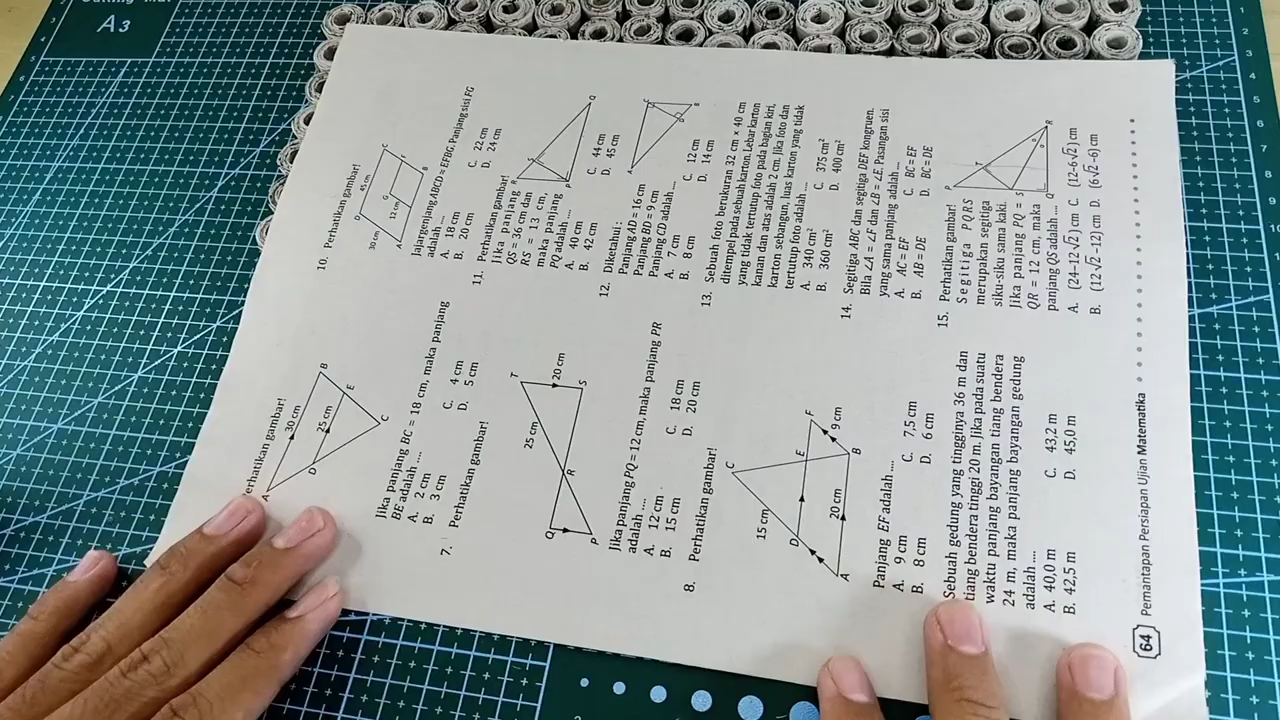 A3
erhatikan gambar!
A
30 cm
B
25 cm
D
E
C
Jika panjang BC = 18 cm, maka panjang
BE adalah ....
A. 2 cm C. 4 cm
B. 3 cm D. 5 cm
7. Perhatikan gambar!
Q
25 cm
T
R
20 cm
P
S
Jika panjang PQ = 12 cm, maka panjang PR
adalah ....
A. 12 cm C. 18 cm
B. 15 cm D. 20 cm
8. Perhatikan gambar!
C
15 cm
D
E
F
20 cm
9 cm
A
B
Panjang EF adalah ....
A. 9 cm C. 7,5 cm
B. 8 cm D. 6 cm
Sebuah gedung yang tingginya 36 m dan
tiang bendera tinggi 20 m. Jika pada suatu
waktu panjang bayangan tiang bendera
24 m, maka panjang bayangan gedung
adalah ....
A. 40,0 m C. 43,2 m
B. 42,5 m D. 45,0 m
10. Perhatikan gambar!
D
45 cm
C
30 cm
G
F
12 cm
A
B
Jajargenjang ABCD ≈ EFBG. Panjang sisi FG
adalah ....
A. 18 cm C. 22 cm
B. 20 cm D. 24 cm
11. Perhatikan gambar!
Jika panjang
QS = 36 cm dan
RS = 13 cm,
maka panjang
PQ adalah ....
R
S
P
Q
A. 40 cm C. 44 cm
B. 42 cm D. 45 cm
12. Diketahui:
Panjang AD = 16 cm
Panjang BD = 9 cm
Panjang CD adalah ....
A
C
D
B
A. 7 cm C. 12 cm
B. 8 cm D. 14 cm
13. Sebuah foto berukuran 32 cm × 40 cm
ditempel pada sebuah karton. Lebar karton
yang tidak tertutup foto pada bagian kiri,
kanan dan atas adalah 2 cm. Jika foto dan
karton sebangun, luas karton yang tidak
tertutup foto adalah ....
A. 340 cm² C. 375 cm²
B. 360 cm² D. 400 cm²
14. Segitiga ABC dan segitiga DEF kongruen.
Bila ∠A = ∠F dan ∠B = ∠E. Pasangan sisi
yang sama panjang adalah....
A. AC = EF C. BC = EF
B. AB = DE D. BC = DE
15. Perhatikan gambar!
Segitiga PQRS
merupakan segitiga
siku-siku sama kaki.
Jika panjang PQ =
QR = 12 cm, maka
panjang QS adalah ....
P
T
S
Q
R
A. (24-12√2) cm C. (12-6√2) cm
B. (12√2-12) cm D. (6√2-6) cm
64 Pemantapan Persiapan Ujian Matematika